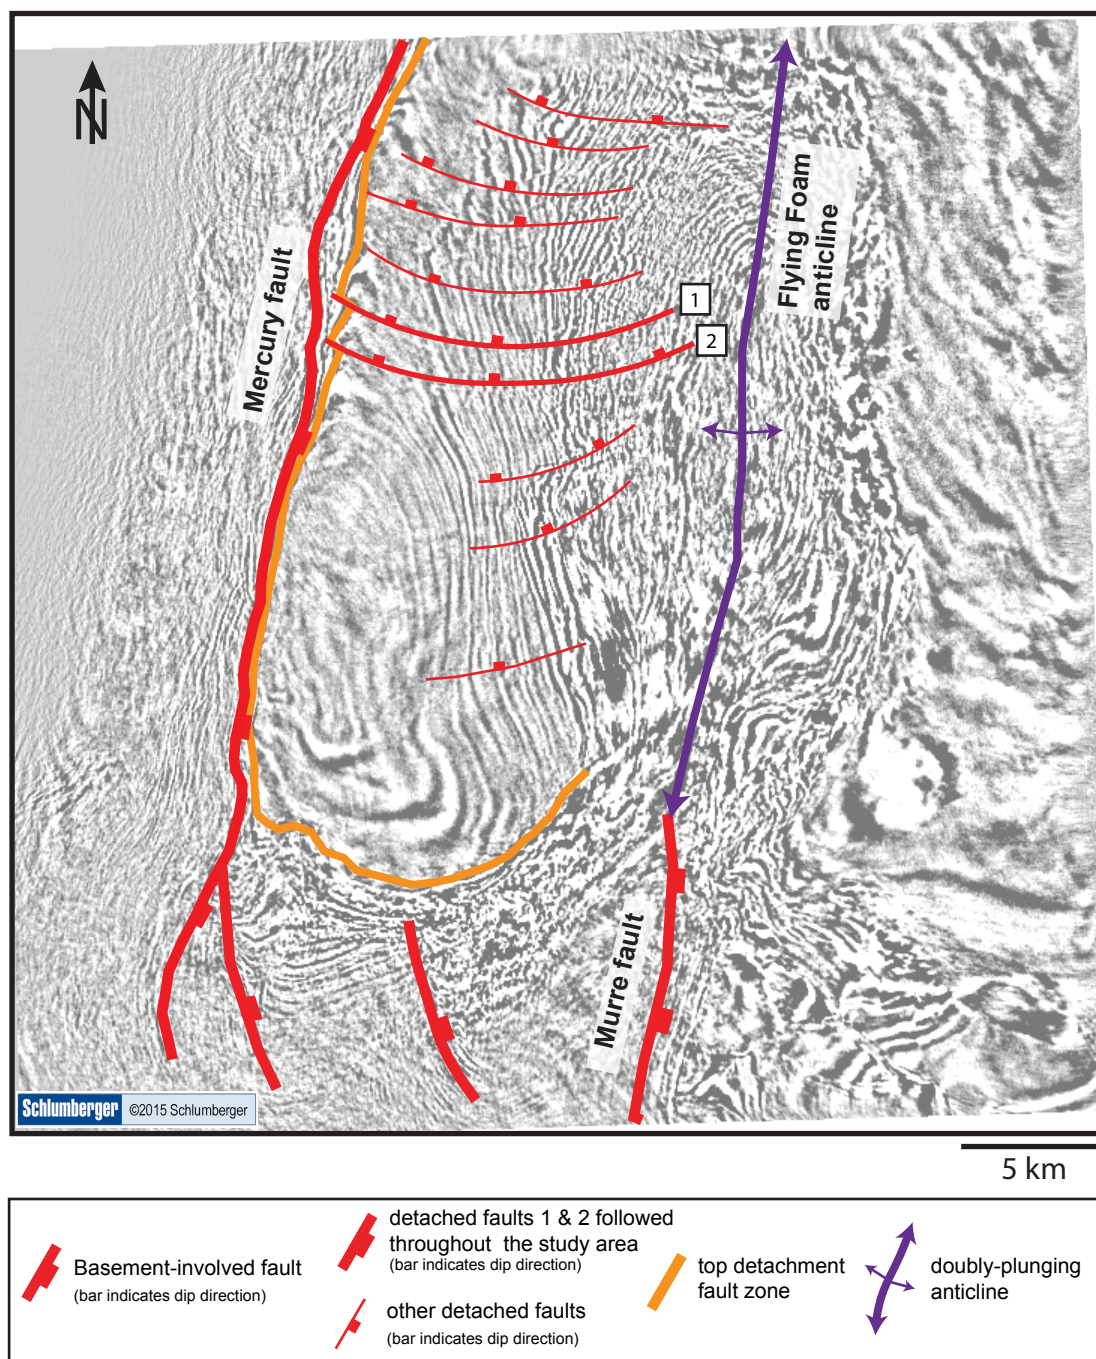 N
Mercury fault
1
2
Flying Foam
anticline
Murre fault
Schlumberger ©2015 Schlumberger
5 km
Basement-involved fault
(bar indicates dip direction)
detached faults 1 & 2 followed
throughout the study area
(bar indicates dip direction)
other detached faults
(bar indicates dip direction)
top detachment
fault zone
doubly-plunging
anticline